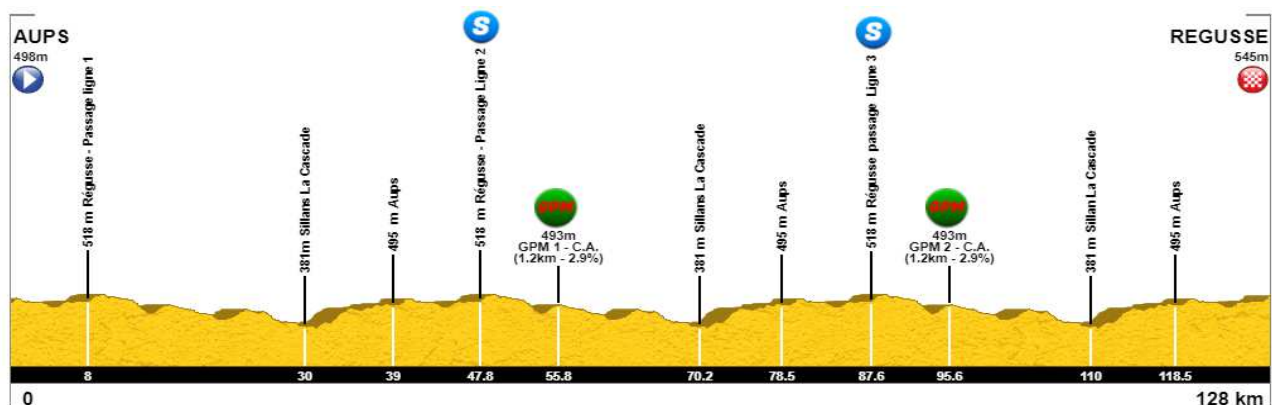 AUPS
498m
518 m Régusse - Passage ligne 1
381m Sillans La Cascade
495 m Aups
S
518 m Régusse - Passage Ligne 2
GPM
493m
GPM 1 - C.A.
(1.2km - 2.9%)
381 m Sillans La Cascade
495 m Aups
S
518 m Régusse passage Ligne 3
GPM
493m
GPM 2 - C.A.
(1.2km - 2.9%)
381 m Sillan La Cascade
495 m Aups
REGUSSE
545m
8 30 39 47.8 55.8 70.2 78.5 87.6 95.6 110 118.5
0 128 km